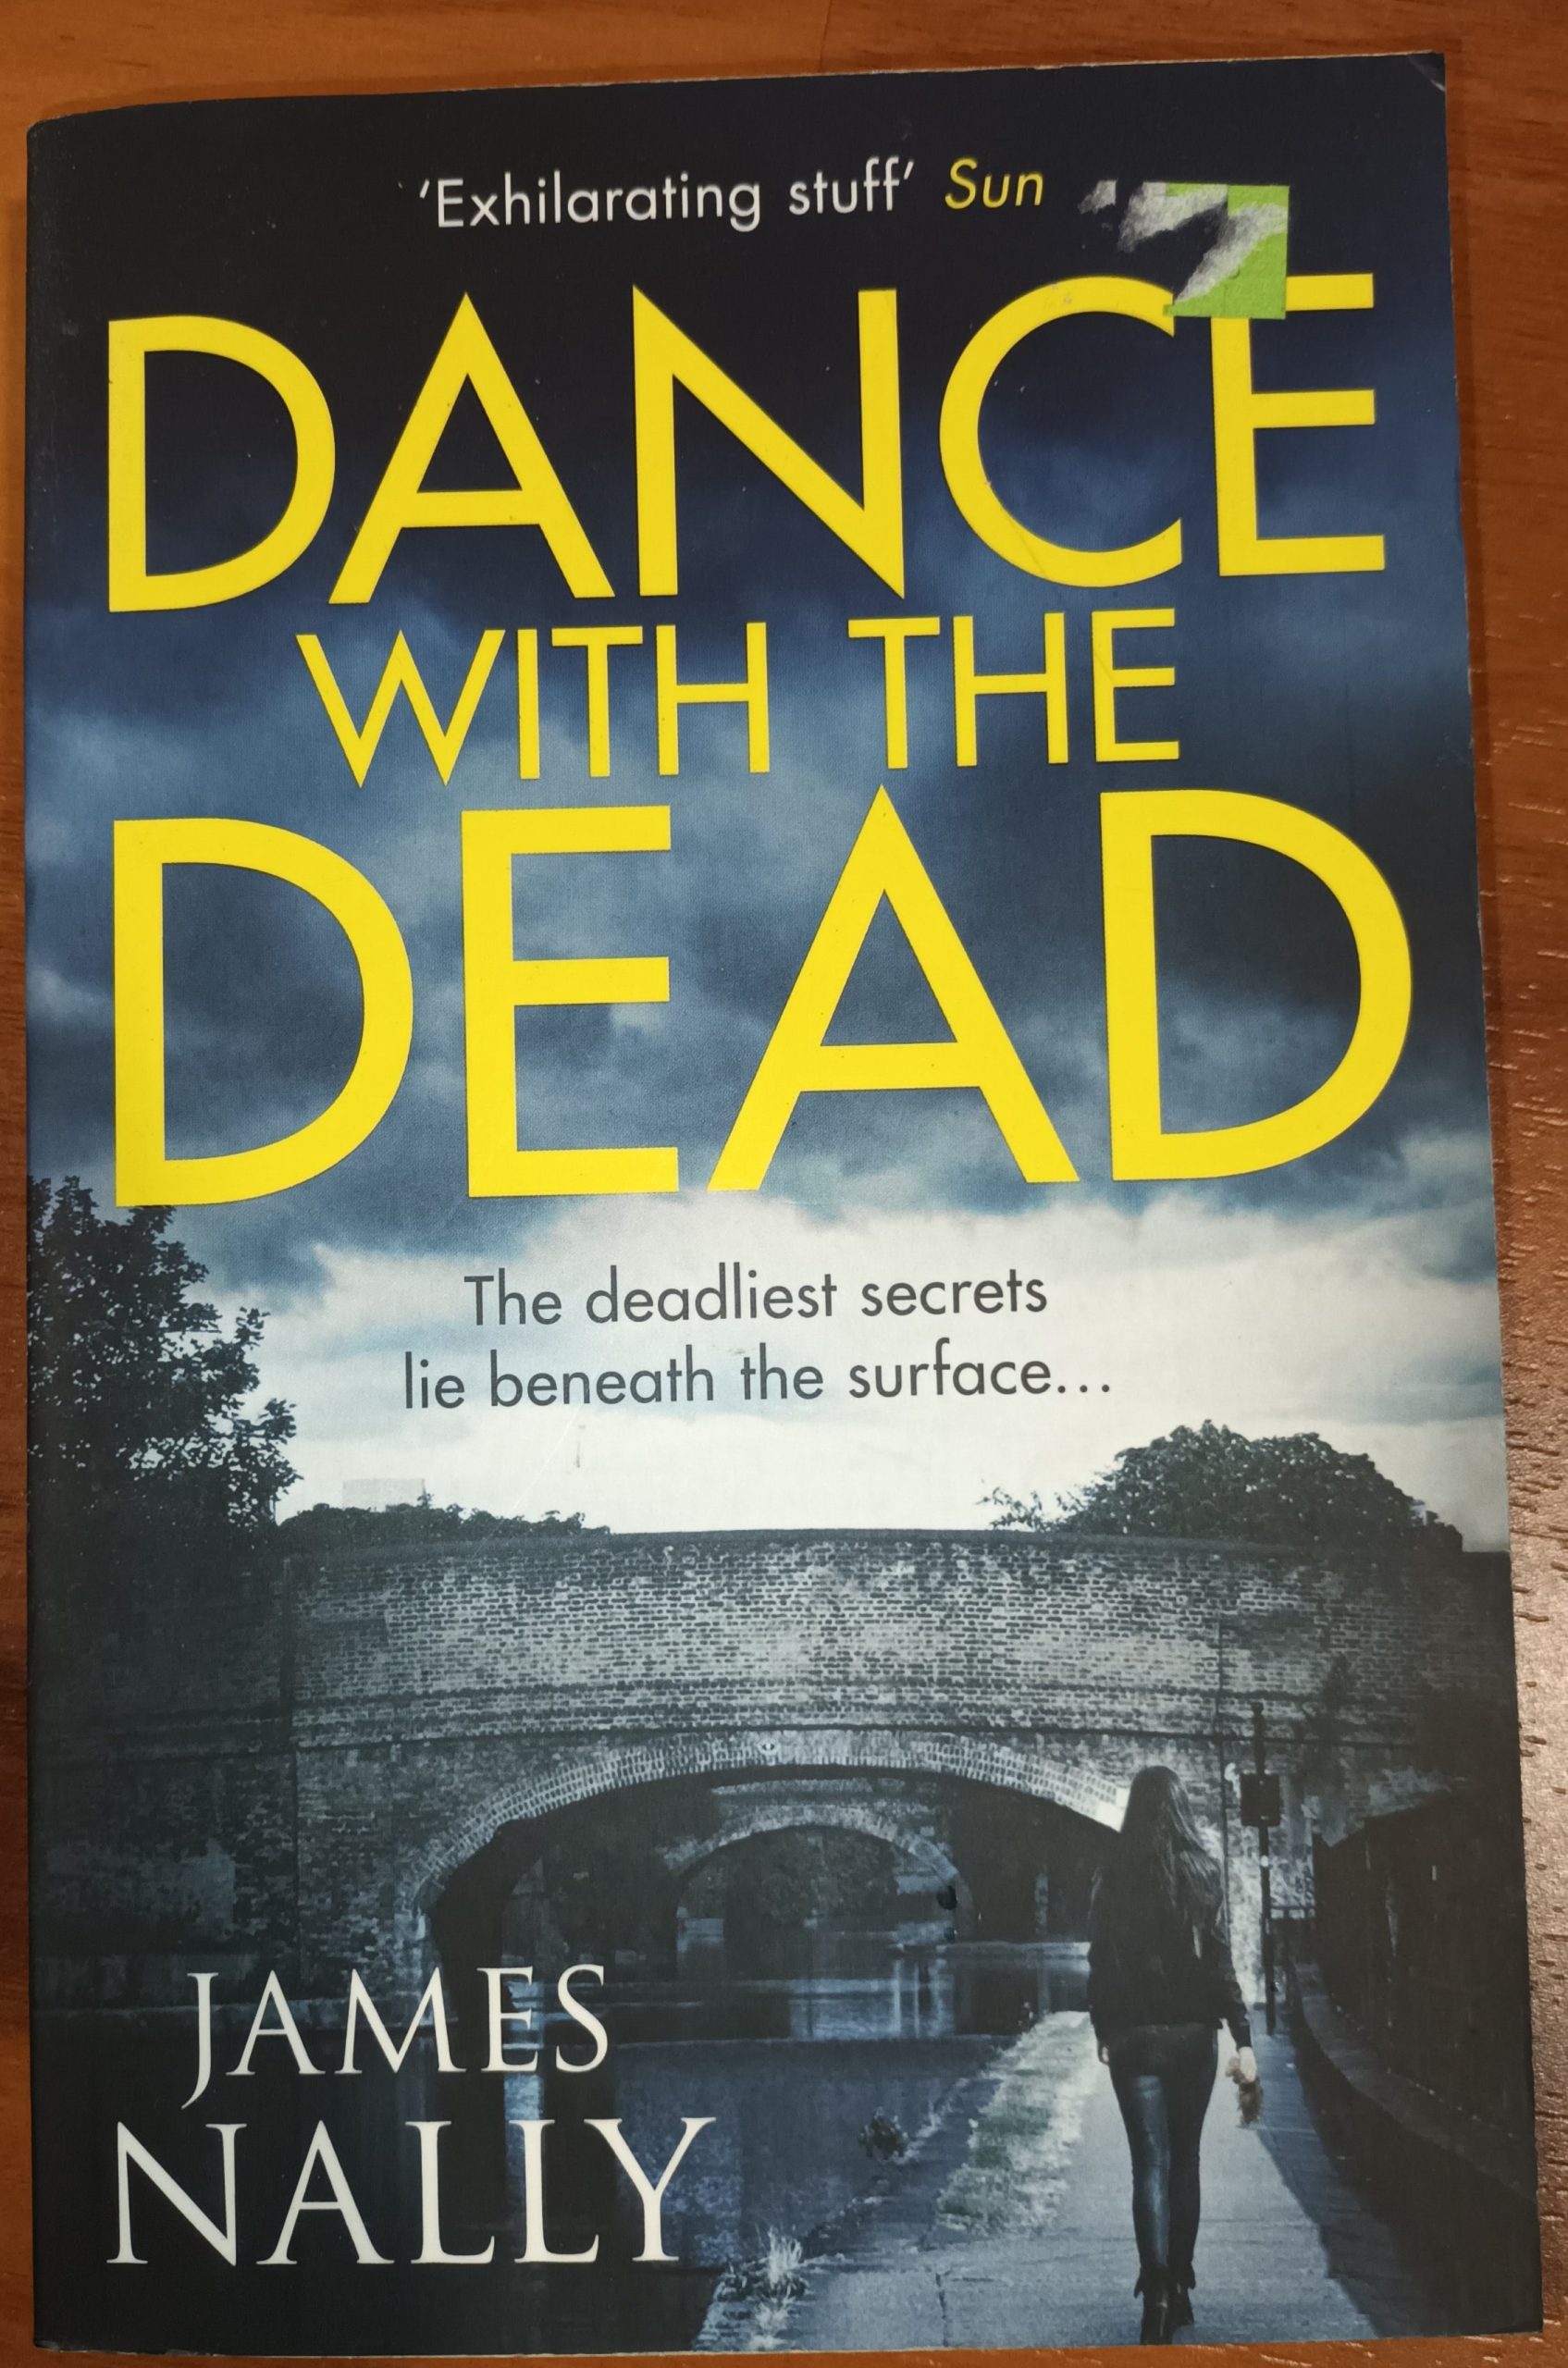 'Exhilarating stuff' Sun
DANCE
WITH THE
DEAD
The deadliest secrets
lie beneath the surface...
JAMES
NALLY